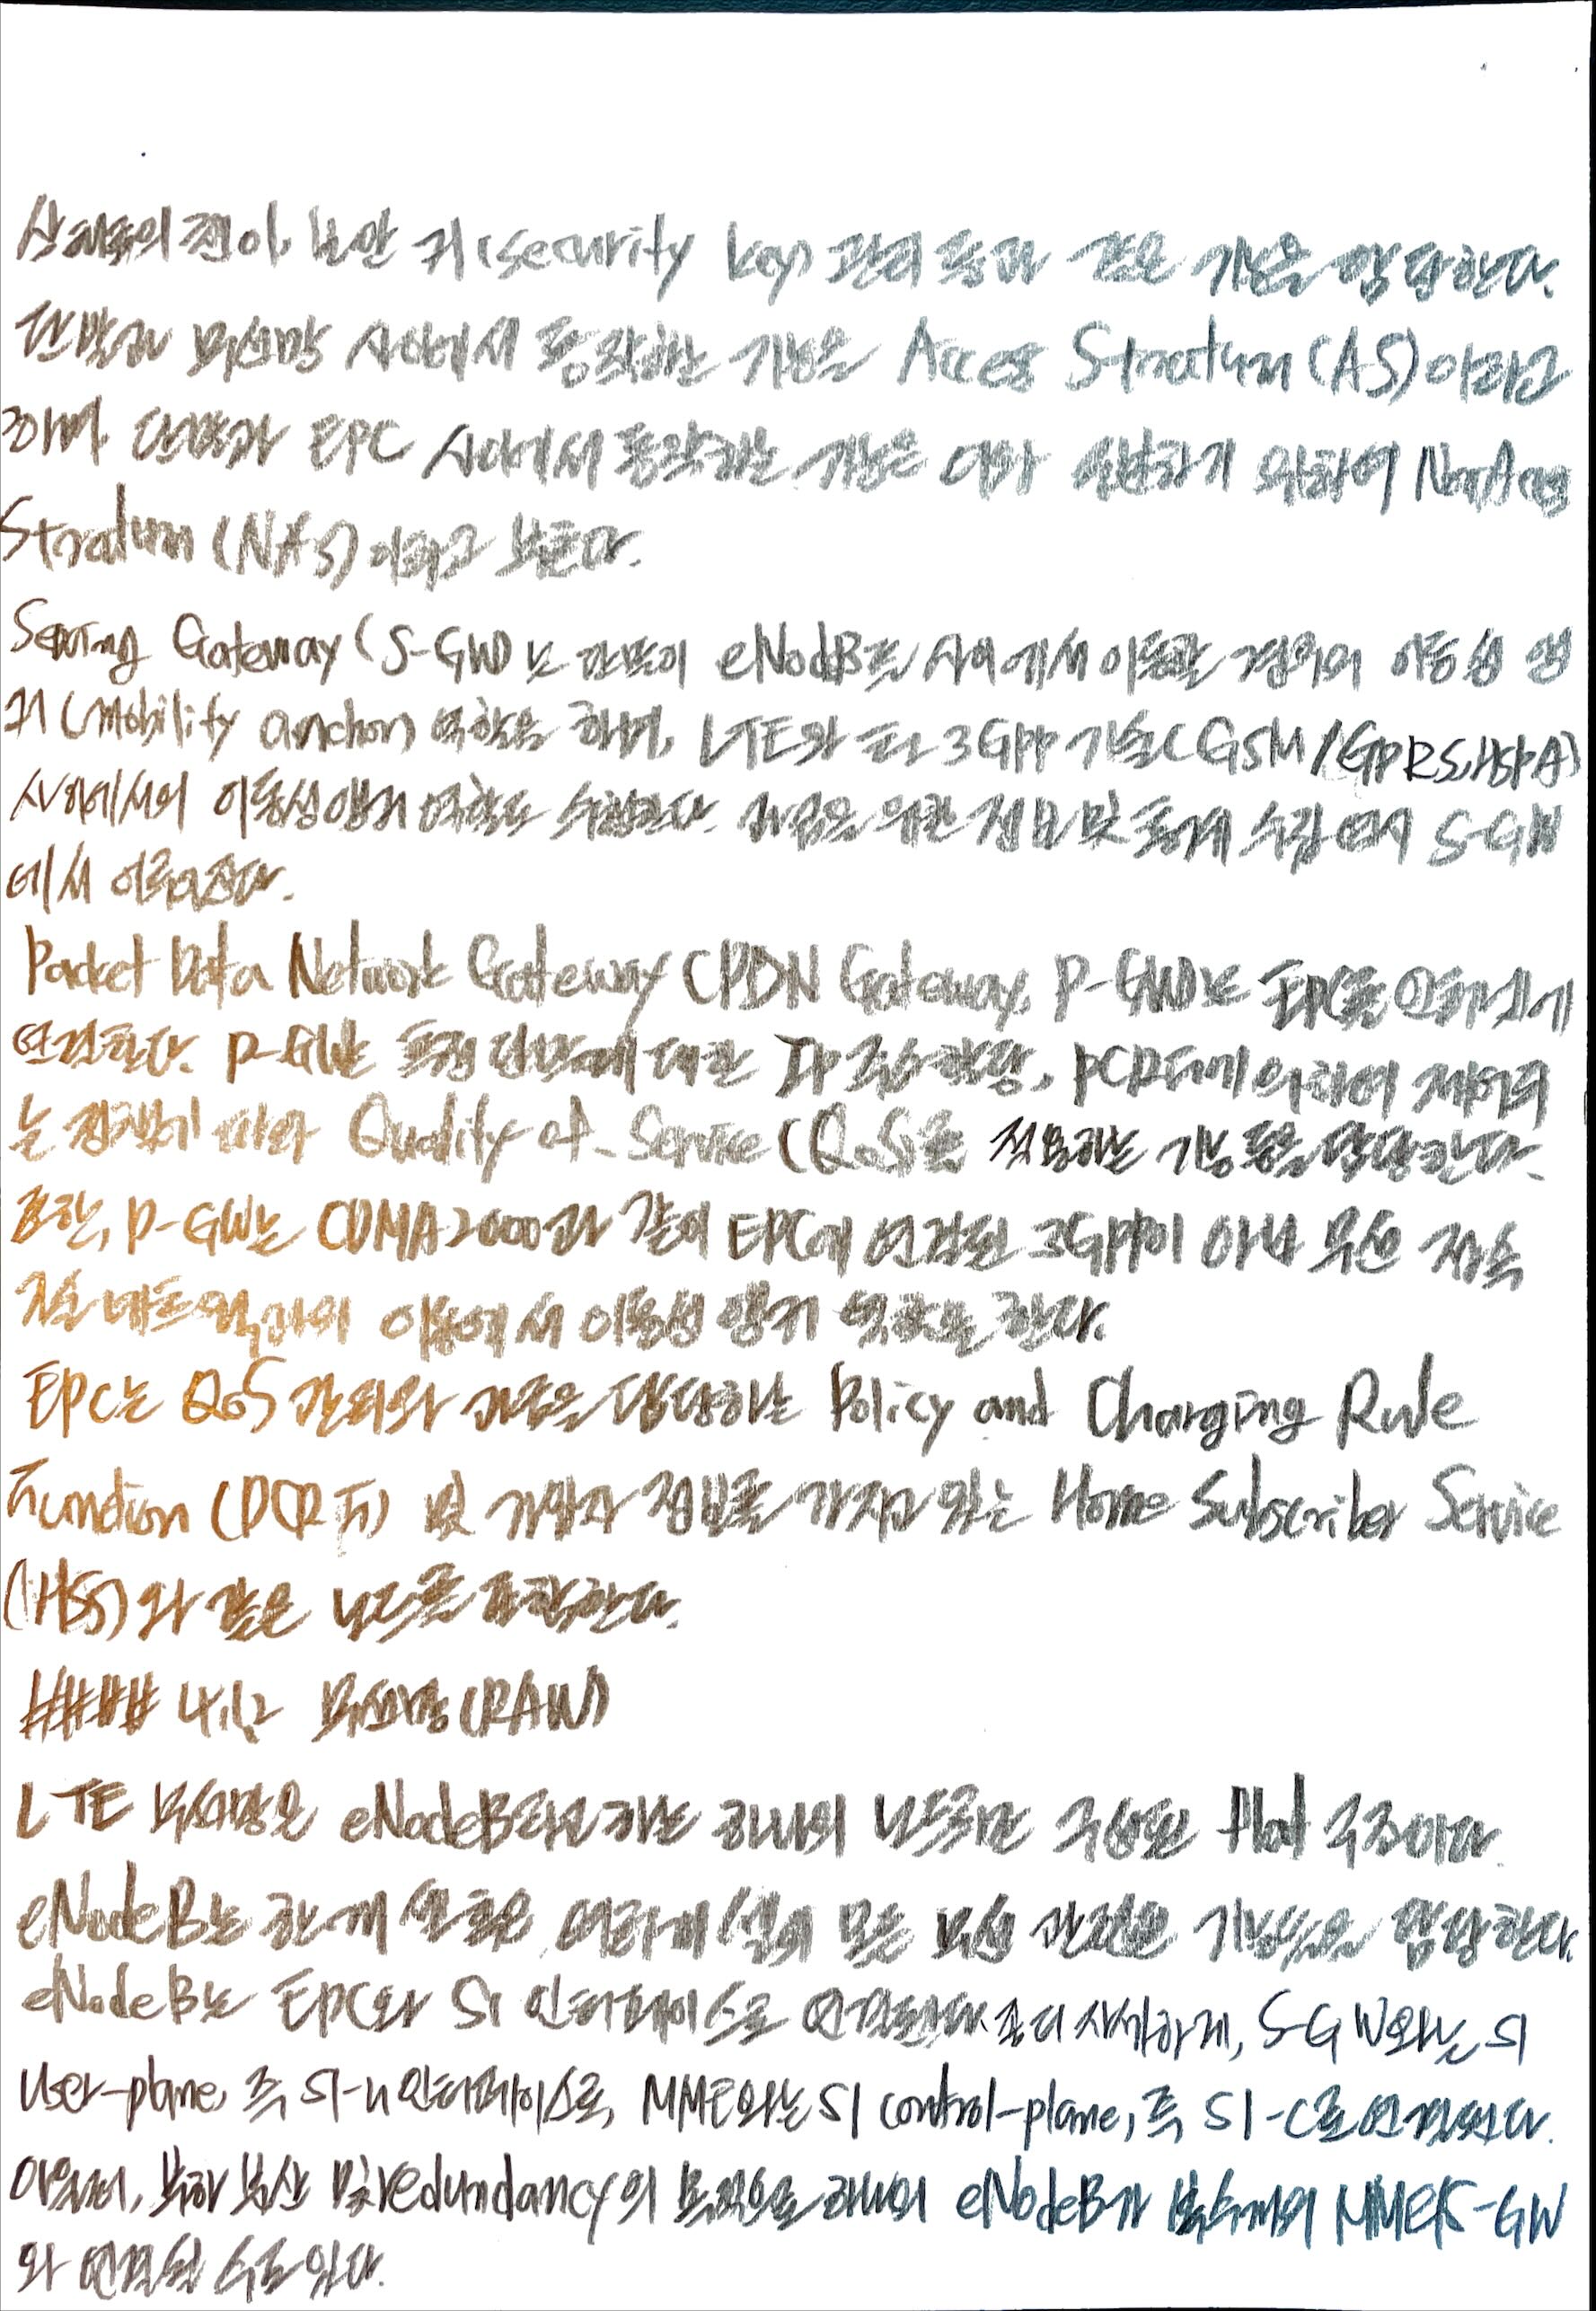 상태로의 전이, 보안 키(security key) 관리 등과 같은 기능을 담당한다.
단말과 무선망 사이에서 동작하는 기능을 Access Stratum(AS)이라고
하며, 단말과 EPC 사이에서 동작하는 기능은 이와 구분하기 위하여 Non-Access
Stratum(NAS)이라고 부른다.
Serving Gateway(S-GW)는 단말이 eNodeB들 사이에서 이동할 경우의 이동성 앵
커(mobility anchor) 역할을 하며, LTE와 다른 3GPP 기술(GSM/GPRS, HSPA)
사이에서의 이동성 앵커 역할도 수행한다. 과금을 위한 정보 및 통계 수집 역시 S-GW
에서 이루어진다.
Packet Data Network Gateway(PDN Gateway, P-GW)는 EPC를 인터넷에
연결한다. P-GW는 특정 단말에 대한 IP 주소 할당, PCRF에 의하여 제어되
는 정책에 따라 Quality-of-Service(QoS)를 적용하는 기능 등을 담당한다.
또한, P-GW는 CDMA2000과 같이 EPC에 연결된 3GPP이 아닌 무선 접속
기술 네트워크와의 이동에서 이동성 앵커 역할을 한다.
EPC는 QoS 관리와 과금을 담당하는 Policy and Charging Rule
Function(PCRF) 및 가입자 정보를 가지고 있는 Home Subscriber Service
(HSS)와 같은 노드를 포함한다.
#### 4.1.2 무선망(RAN)
LTE 무선망은 eNodeB라고 하는 하나의 노드로만 구성된 flat 구조이다.
eNodeB는 한 개 셀 혹은 여러 개 셀의 모든 무선 관련된 기능들을 담당한다.
eNodeB는 EPC와 S1 인터페이스로 연결된다. 좀 더 자세하게, S-GW와는 S1
user-plane, 즉 S1-u 인터페이스로, MME와는 S1 control-plane, 즉 S1-c로 연결된다.
아울러, 부하 분산 및 redundancy의 목적으로 하나의 eNodeB가 복수개의 MME/S-GW
와 연결될 수도 있다.